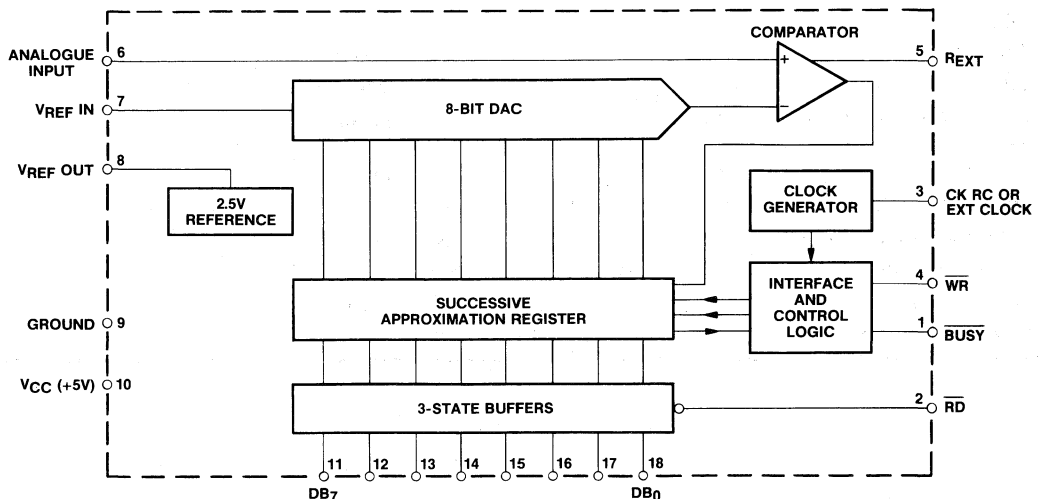 COMPARATOR
ANALOGUE
INPUT
6
+
5
REXT
VREF IN
7
8-BIT DAC
−
VREF OUT
8
2.5V
REFERENCE
CLOCK
GENERATOR
3
CK RC OR
EXT CLOCK
GROUND
9
SUCCESSIVE
APPROXIMATION REGISTER
INTERFACE
AND
CONTROL
LOGIC
4
WR
1
BUSY
VCC (+5V)
10
3-STATE BUFFERS
2
RD
11 12 13 14 15 16 17 18
DB7 DB0